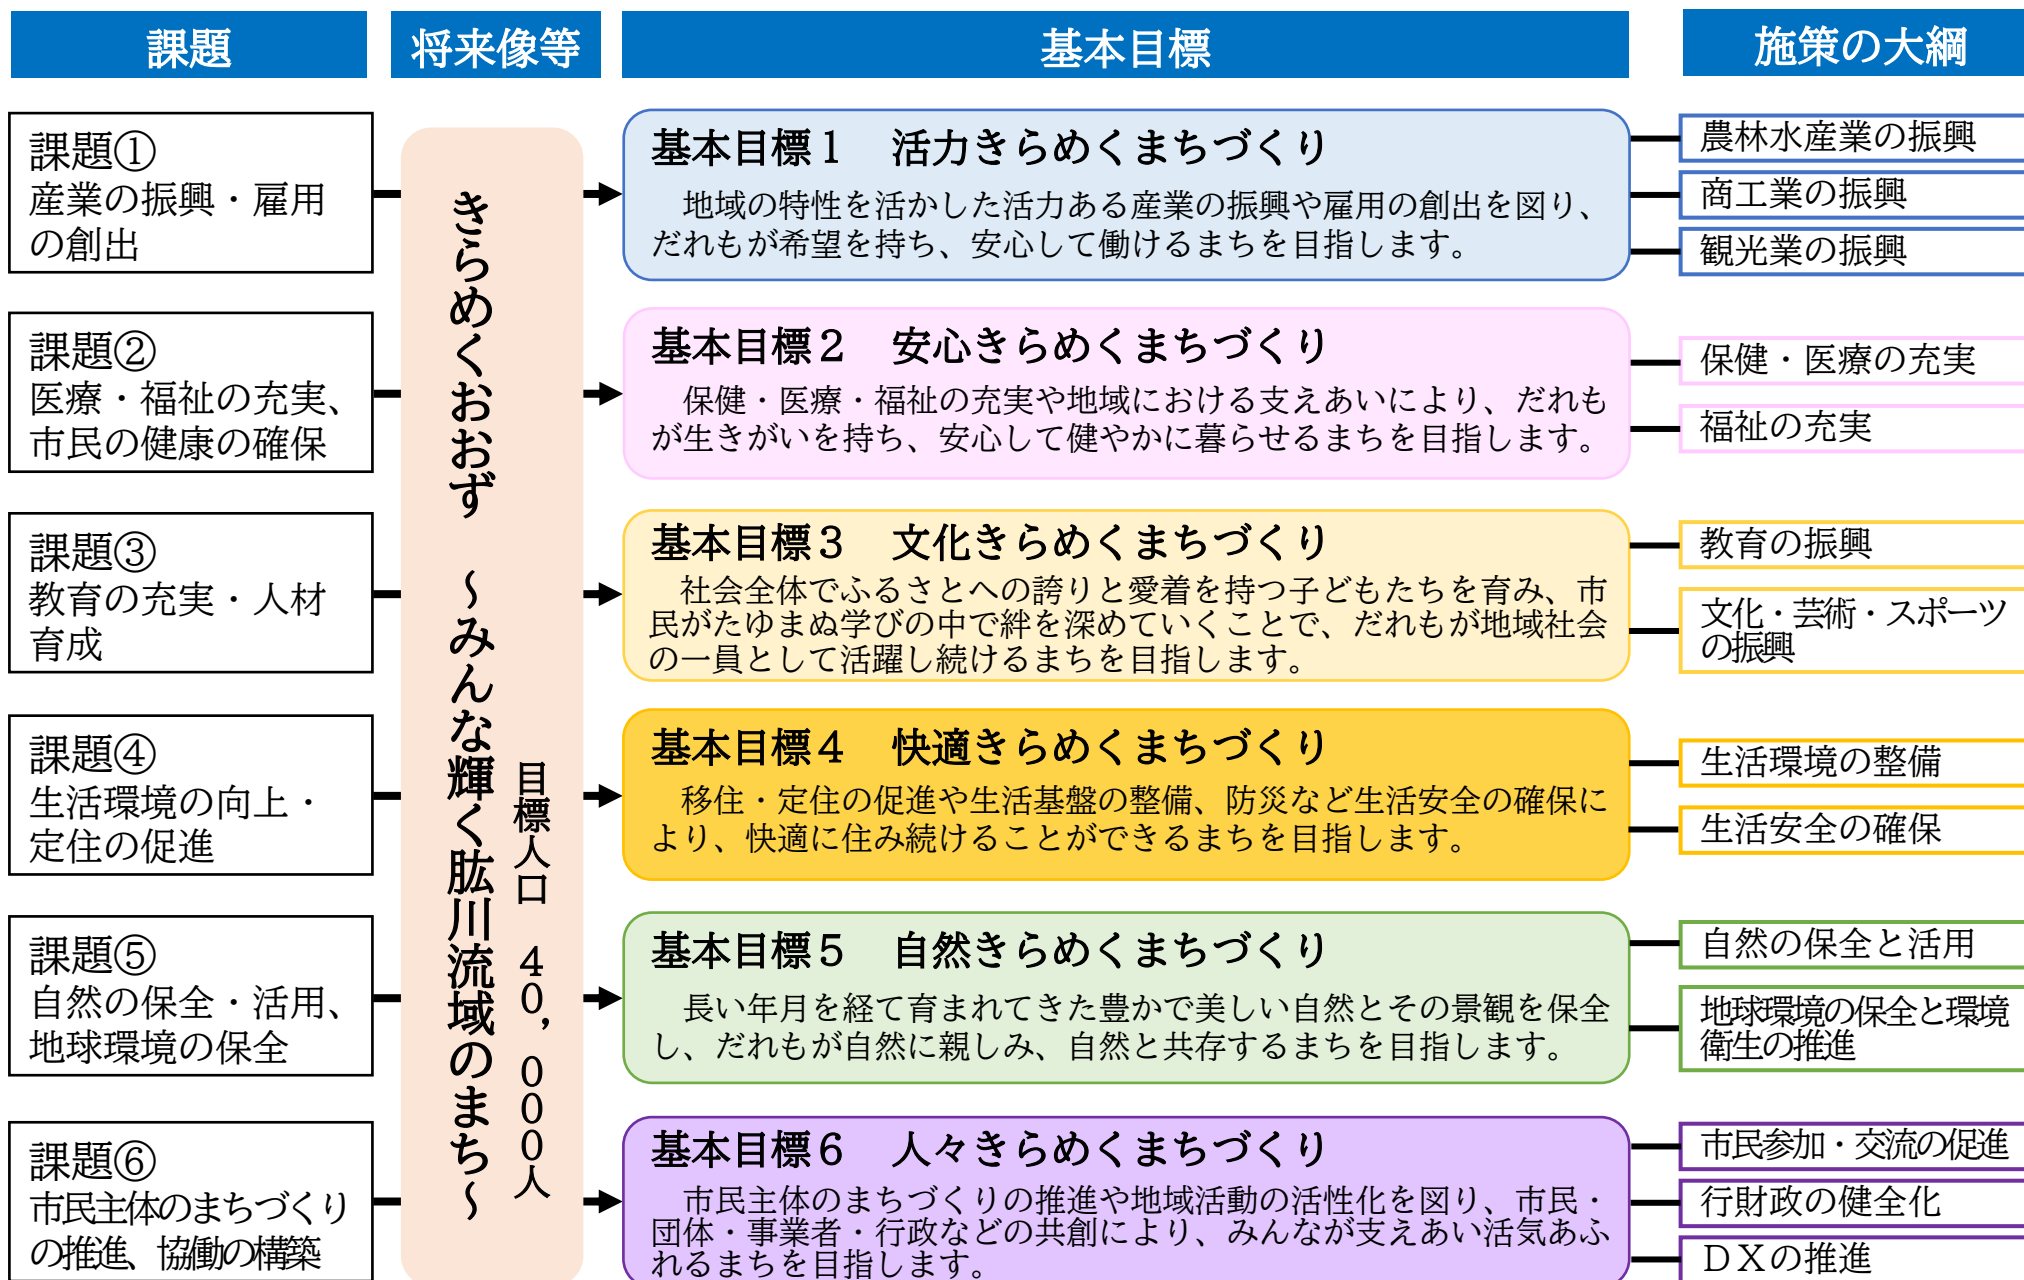 課題
将来像等
基本目標
施策の大綱
課題①
産業の振興・雇用
の創出
課題②
医療・福祉の充実、
市民の健康の確保
課題③
教育の充実・人材
育成
課題④
生活環境の向上・
定住の促進
課題⑤
自然の保全・活用、
地球環境の保全
課題⑥
市民主体のまちづくり
の推進、協働の構築
きらめくおおず　～みんな輝く肱川流域のまち～
目標人口　４０，０００人
基本目標１　活力きらめくまちづくり
地域の特性を活かした活力ある産業の振興や雇用の創出を図り、
だれもが希望を持ち、安心して働けるまちを目指します。
基本目標２　安心きらめくまちづくり
保健・医療・福祉の充実や地域における支えあいにより、だれも
が生きがいを持ち、安心して健やかに暮らせるまちを目指します。
基本目標３　文化きらめくまちづくり
社会全体でふるさとへの誇りと愛着を持つ子どもたちを育み、市
民がたゆまぬ学びの中で絆を深めていくことで、だれもが地域社会
の一員として活躍し続けるまちを目指します。
基本目標４　快適きらめくまちづくり
移住・定住の促進や生活基盤の整備、防災など生活安全の確保に
より、快適に住み続けることができるまちを目指します。
基本目標５　自然きらめくまちづくり
長い年月を経て育まれてきた豊かで美しい自然とその景観を保全
し、だれもが自然に親しみ、自然と共存するまちを目指します。
基本目標６　人々きらめくまちづくり
市民主体のまちづくりの推進や地域活動の活性化を図り、市民・
団体・事業者・行政などの共創により、みんなが支えあい活気あふ
れるまちを目指します。
農林水産業の振興
商工業の振興
観光業の振興
保健・医療の充実
福祉の充実
教育の振興
文化・芸術・スポーツ
の振興
生活環境の整備
生活安全の確保
自然の保全と活用
地球環境の保全と環境
衛生の推進
市民参加・交流の促進
行財政の健全化
ＤＸの推進